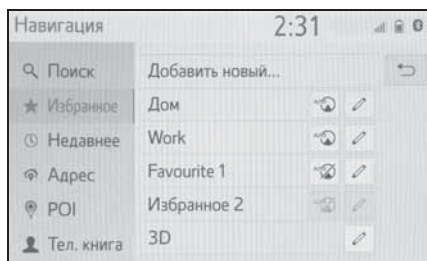 Навигация 2:31
Поиск
Избранное
Недавнее
Адрес
POI
Тел. книга
Добавить новый...
Дом
Work
Favourite 1
Избранное 2
3D